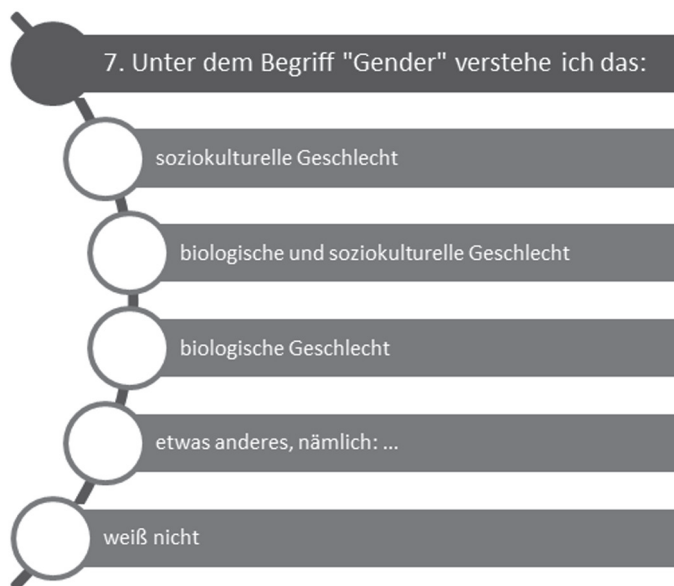 7. Unter dem Begriff "Gender" verstehe ich das:
soziokulturelle Geschlecht
biologische und soziokulturelle Geschlecht
biologische Geschlecht
etwas anderes, nämlich: ...
weiß nicht